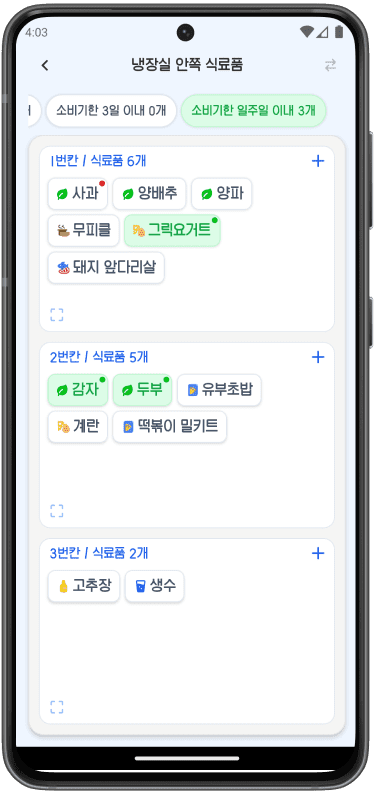 4:03
냉장실 안쪽 식료품
소비기한 3일 이내 0개 소비기한 일주일 이내 3개
1번칸 / 식료품 6개
사과 양배추 양파
무피클 그릭요거트
돼지 앞다리살
2번칸 / 식료품 5개
감자 두부 유부초밥
계란 떡볶이 밀키트
3번칸 / 식료품 2개
고추장 생수